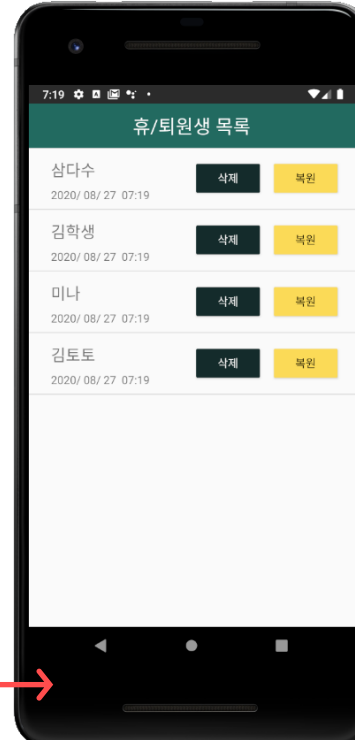 7:19
휴/퇴원생 목록
삼다수
2020/ 08/ 27 07:19
삭제
복원
김학생
2020/ 08/ 27 07:19
삭제
복원
미나
2020/ 08/ 27 07:19
삭제
복원
김토토
2020/ 08/ 27 07:19
삭제
복원